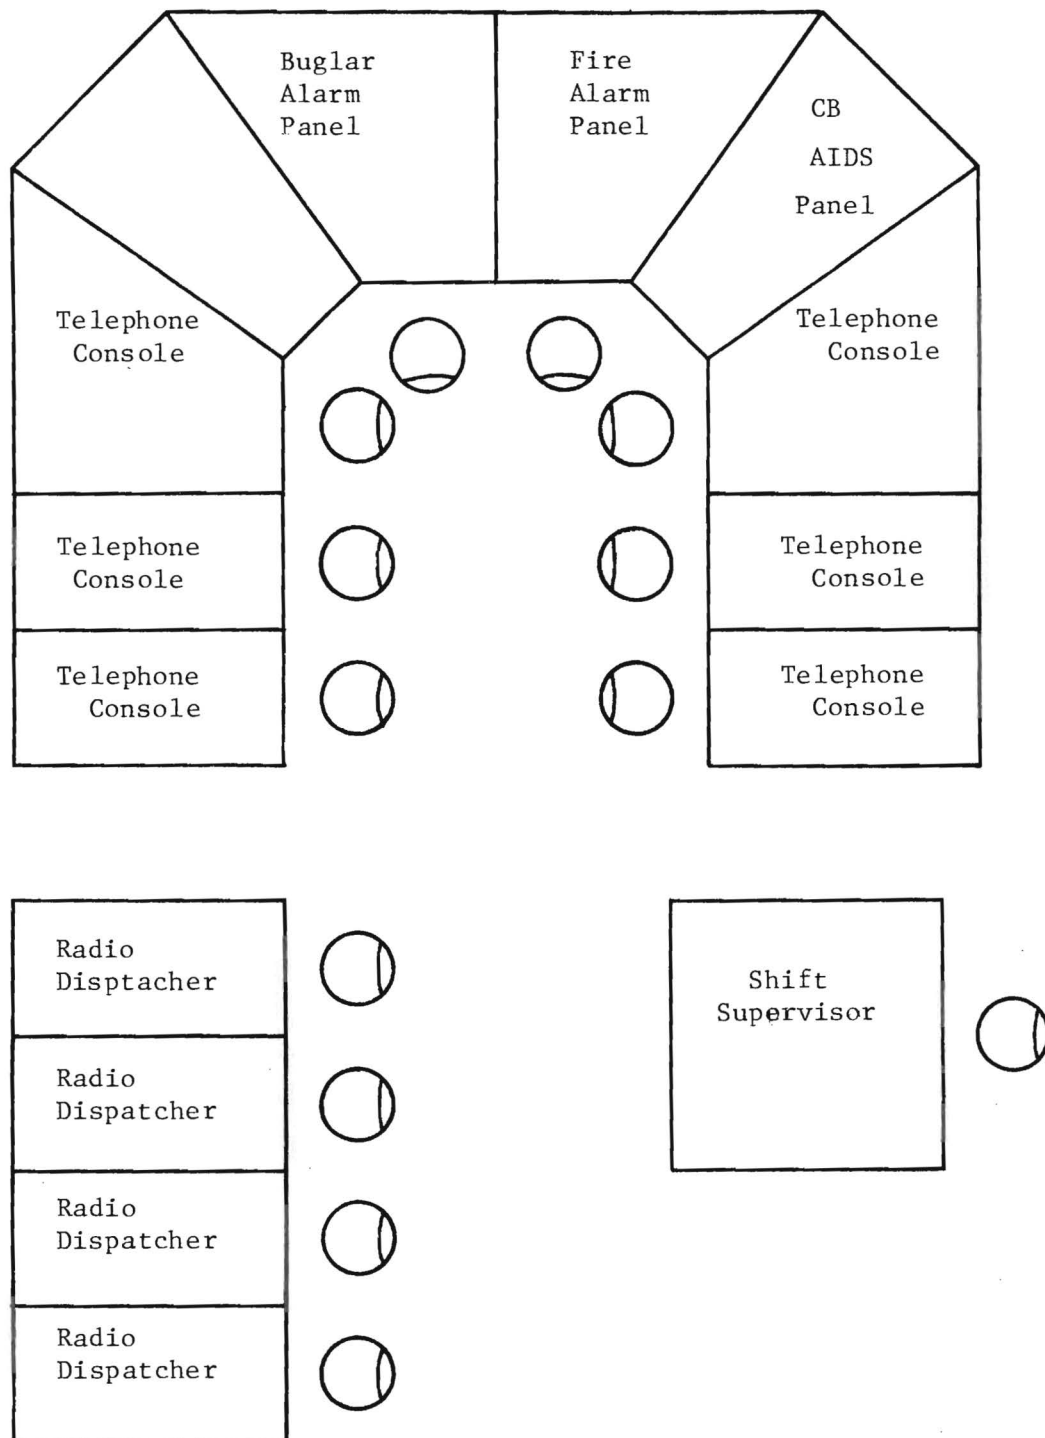 Buglar
Alarm
Panel
Fire
Alarm
Panel
CB
AIDS
Panel
Telephone
Console
Telephone
Console
Telephone
Console
Telephone
Console
Telephone
Console
Telephone
Console
Radio
Disptacher
Radio
Dispatcher
Radio
Dispatcher
Radio
Dispatcher
Shift
Supervisor